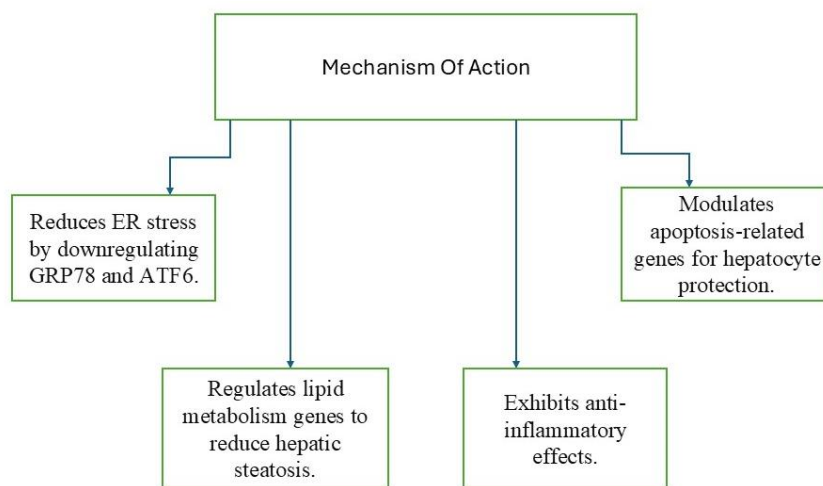 Mechanism Of Action
Reduces ER stress
by downregulating
GRP78 and ATF6.
Modulates
apoptosis-related
genes for hepatocyte
protection.
Regulates lipid
metabolism genes to
reduce hepatic
steatosis.
Exhibits anti-
inflammatory
effects.